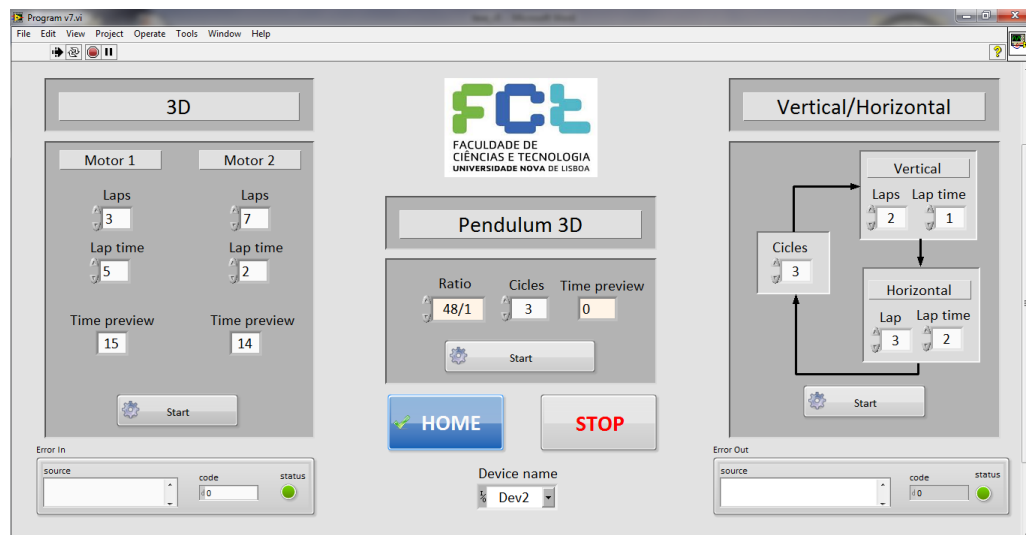 Program v7.vi
File Edit View Project Operate Tools Window Help
3D
Motor 1 Motor 2
Laps Laps
3 7
Lap time Lap time
5 2
Time preview Time preview
15 14
Start
Error In
source code status
d 0
FCt
FACULDADE DE
CIÊNCIAS E TECNOLOGIA
UNIVERSIDADE NOVA DE LISBOA
Pendulum 3D
Ratio Cicles Time preview
48/1 3 0
Start
HOME STOP
Device name
I/0 Dev2
Vertical/Horizontal
Vertical
Laps Lap time
2 1
Cicles
3
Horizontal
Lap Lap time
3 2
Start
Error Out
source code status
d 0